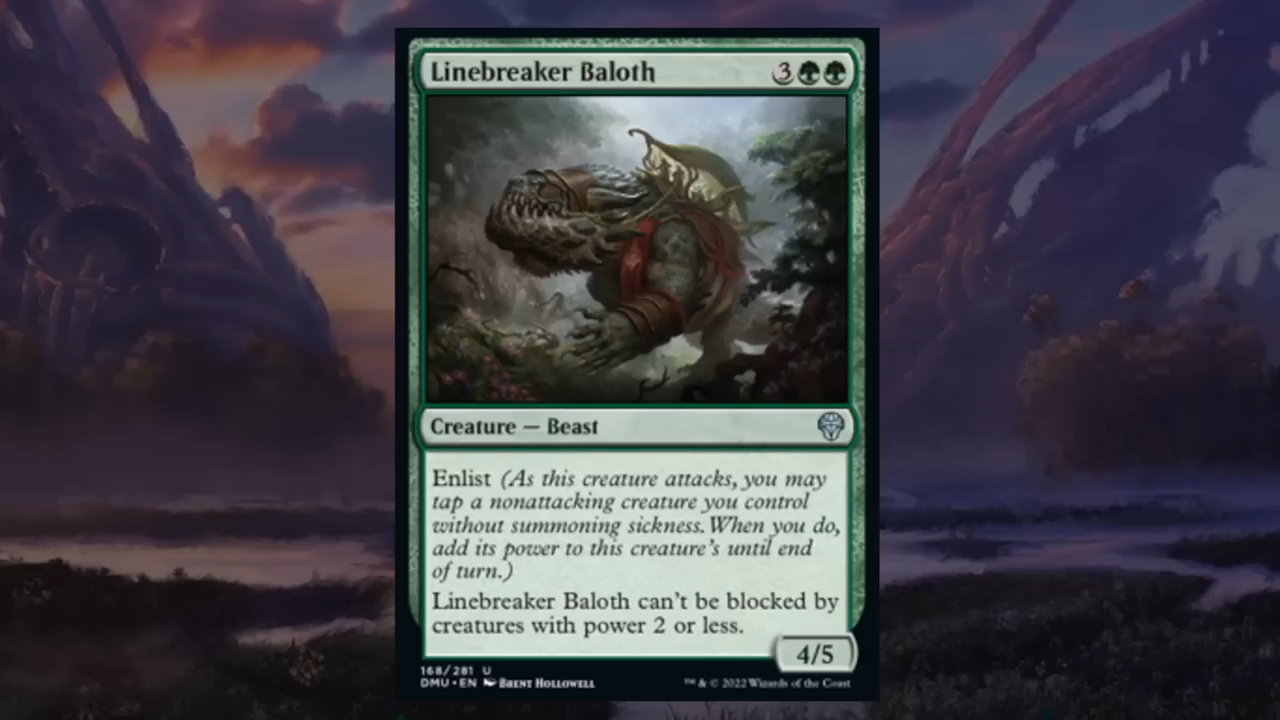 Linebreaker Baloth 3
Creature — Beast
Enlist (As this creature attacks, you may
tap a nonattacking creature you control
without summoning sickness. When you do,
add its power to this creature's until end
of turn.)
Linebreaker Baloth can't be blocked by
creatures with power 2 or less.
4/5
168/281 U
DMU • EN Brent Hollowell ™ & © 2022 Wizards of the Coast